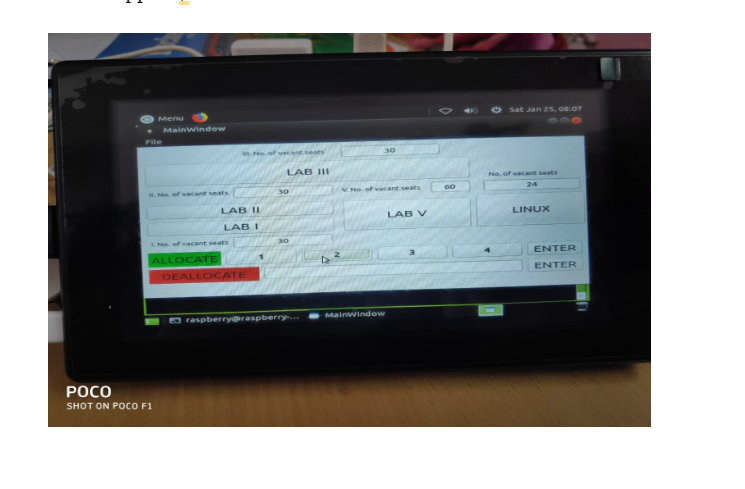 Menu
Sat Jan 25, 08:07
MainWindow
File
III. No. of vacant seats 30
LAB III
No. of vacant seats
24
II. No. of vacant seats 30
V. No. of vacant seats 60
LAB II
LAB V
LINUX
LAB I
I. No. of vacant seats 30
ALLOCATE 1 2 3 4 ENTER
DEALLOCATE ENTER
raspberry@raspberry-... MainWindow
POCO
SHOT ON POCO F1